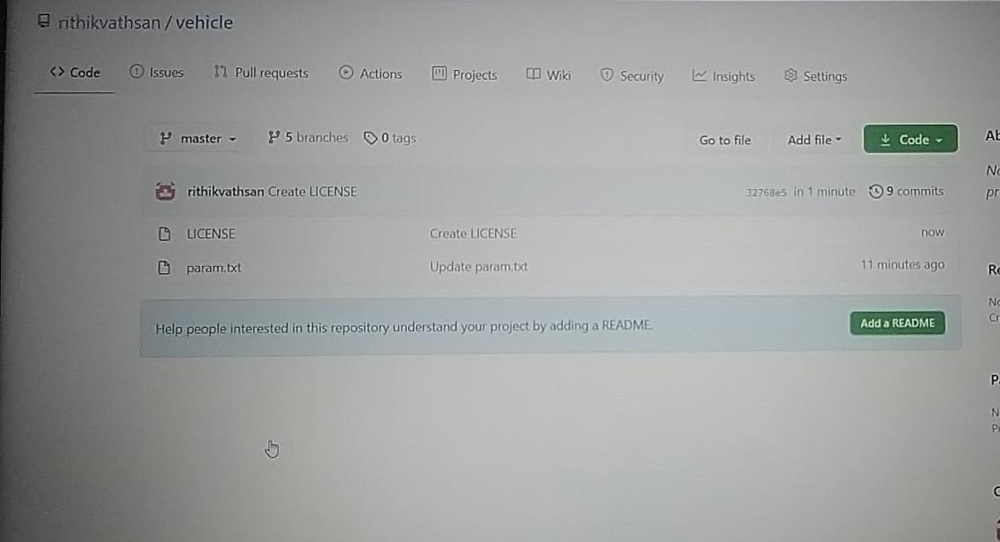 rithikvathsan / vehicle
Code Issues Pull requests Actions Projects Wiki Security Insights Settings
master 5 branches 0 tags Go to file Add file Code
rithikvathsan Create LICENSE 32768e5 in 1 minute 9 commits
LICENSE Create LICENSE now
param.txt Update param.txt 11 minutes ago
Help people interested in this repository understand your project by adding a README. Add a README